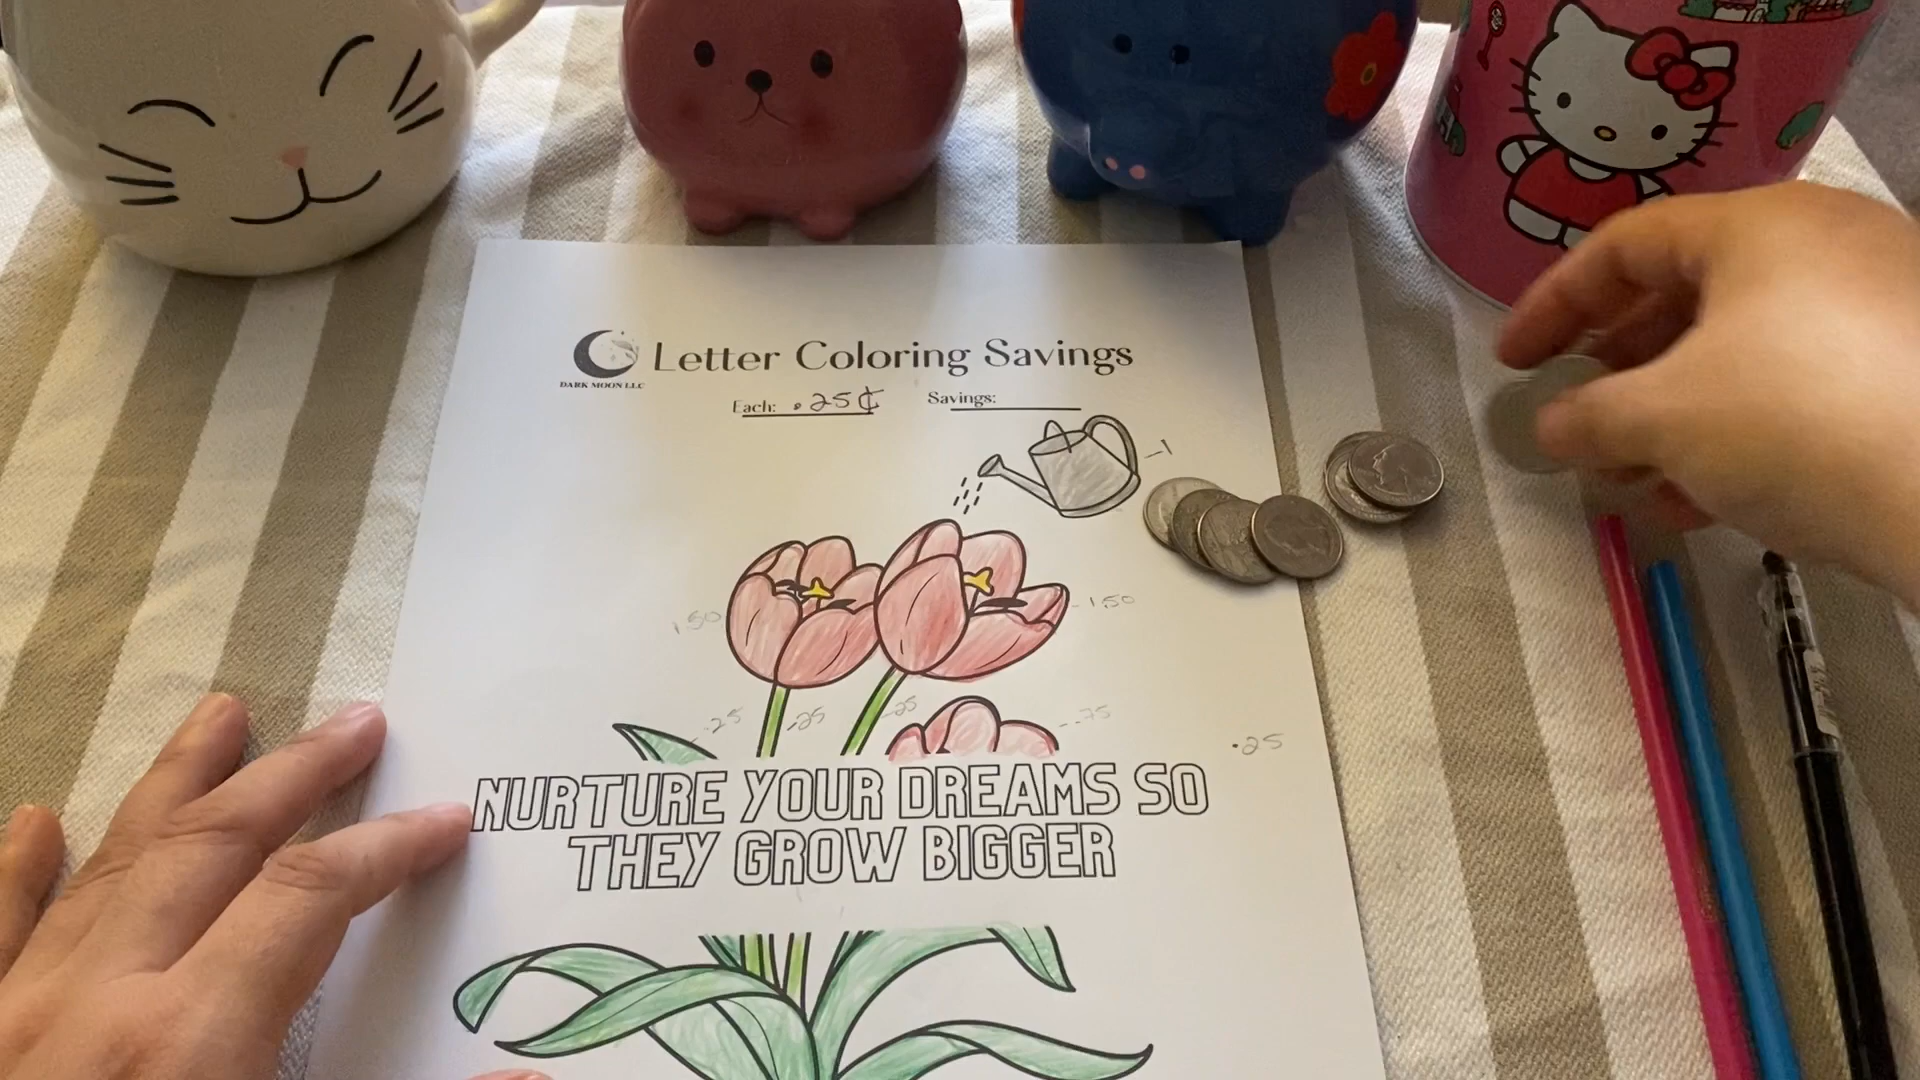 Letter Coloring Savings
DARK MOON LLC
Each: .25¢ Savings:
-1
1.50
-1.50
-.25
-.25
-.25
-.75
.25
NURTURE YOUR DREAMS SO
THEY GROW BIGGER